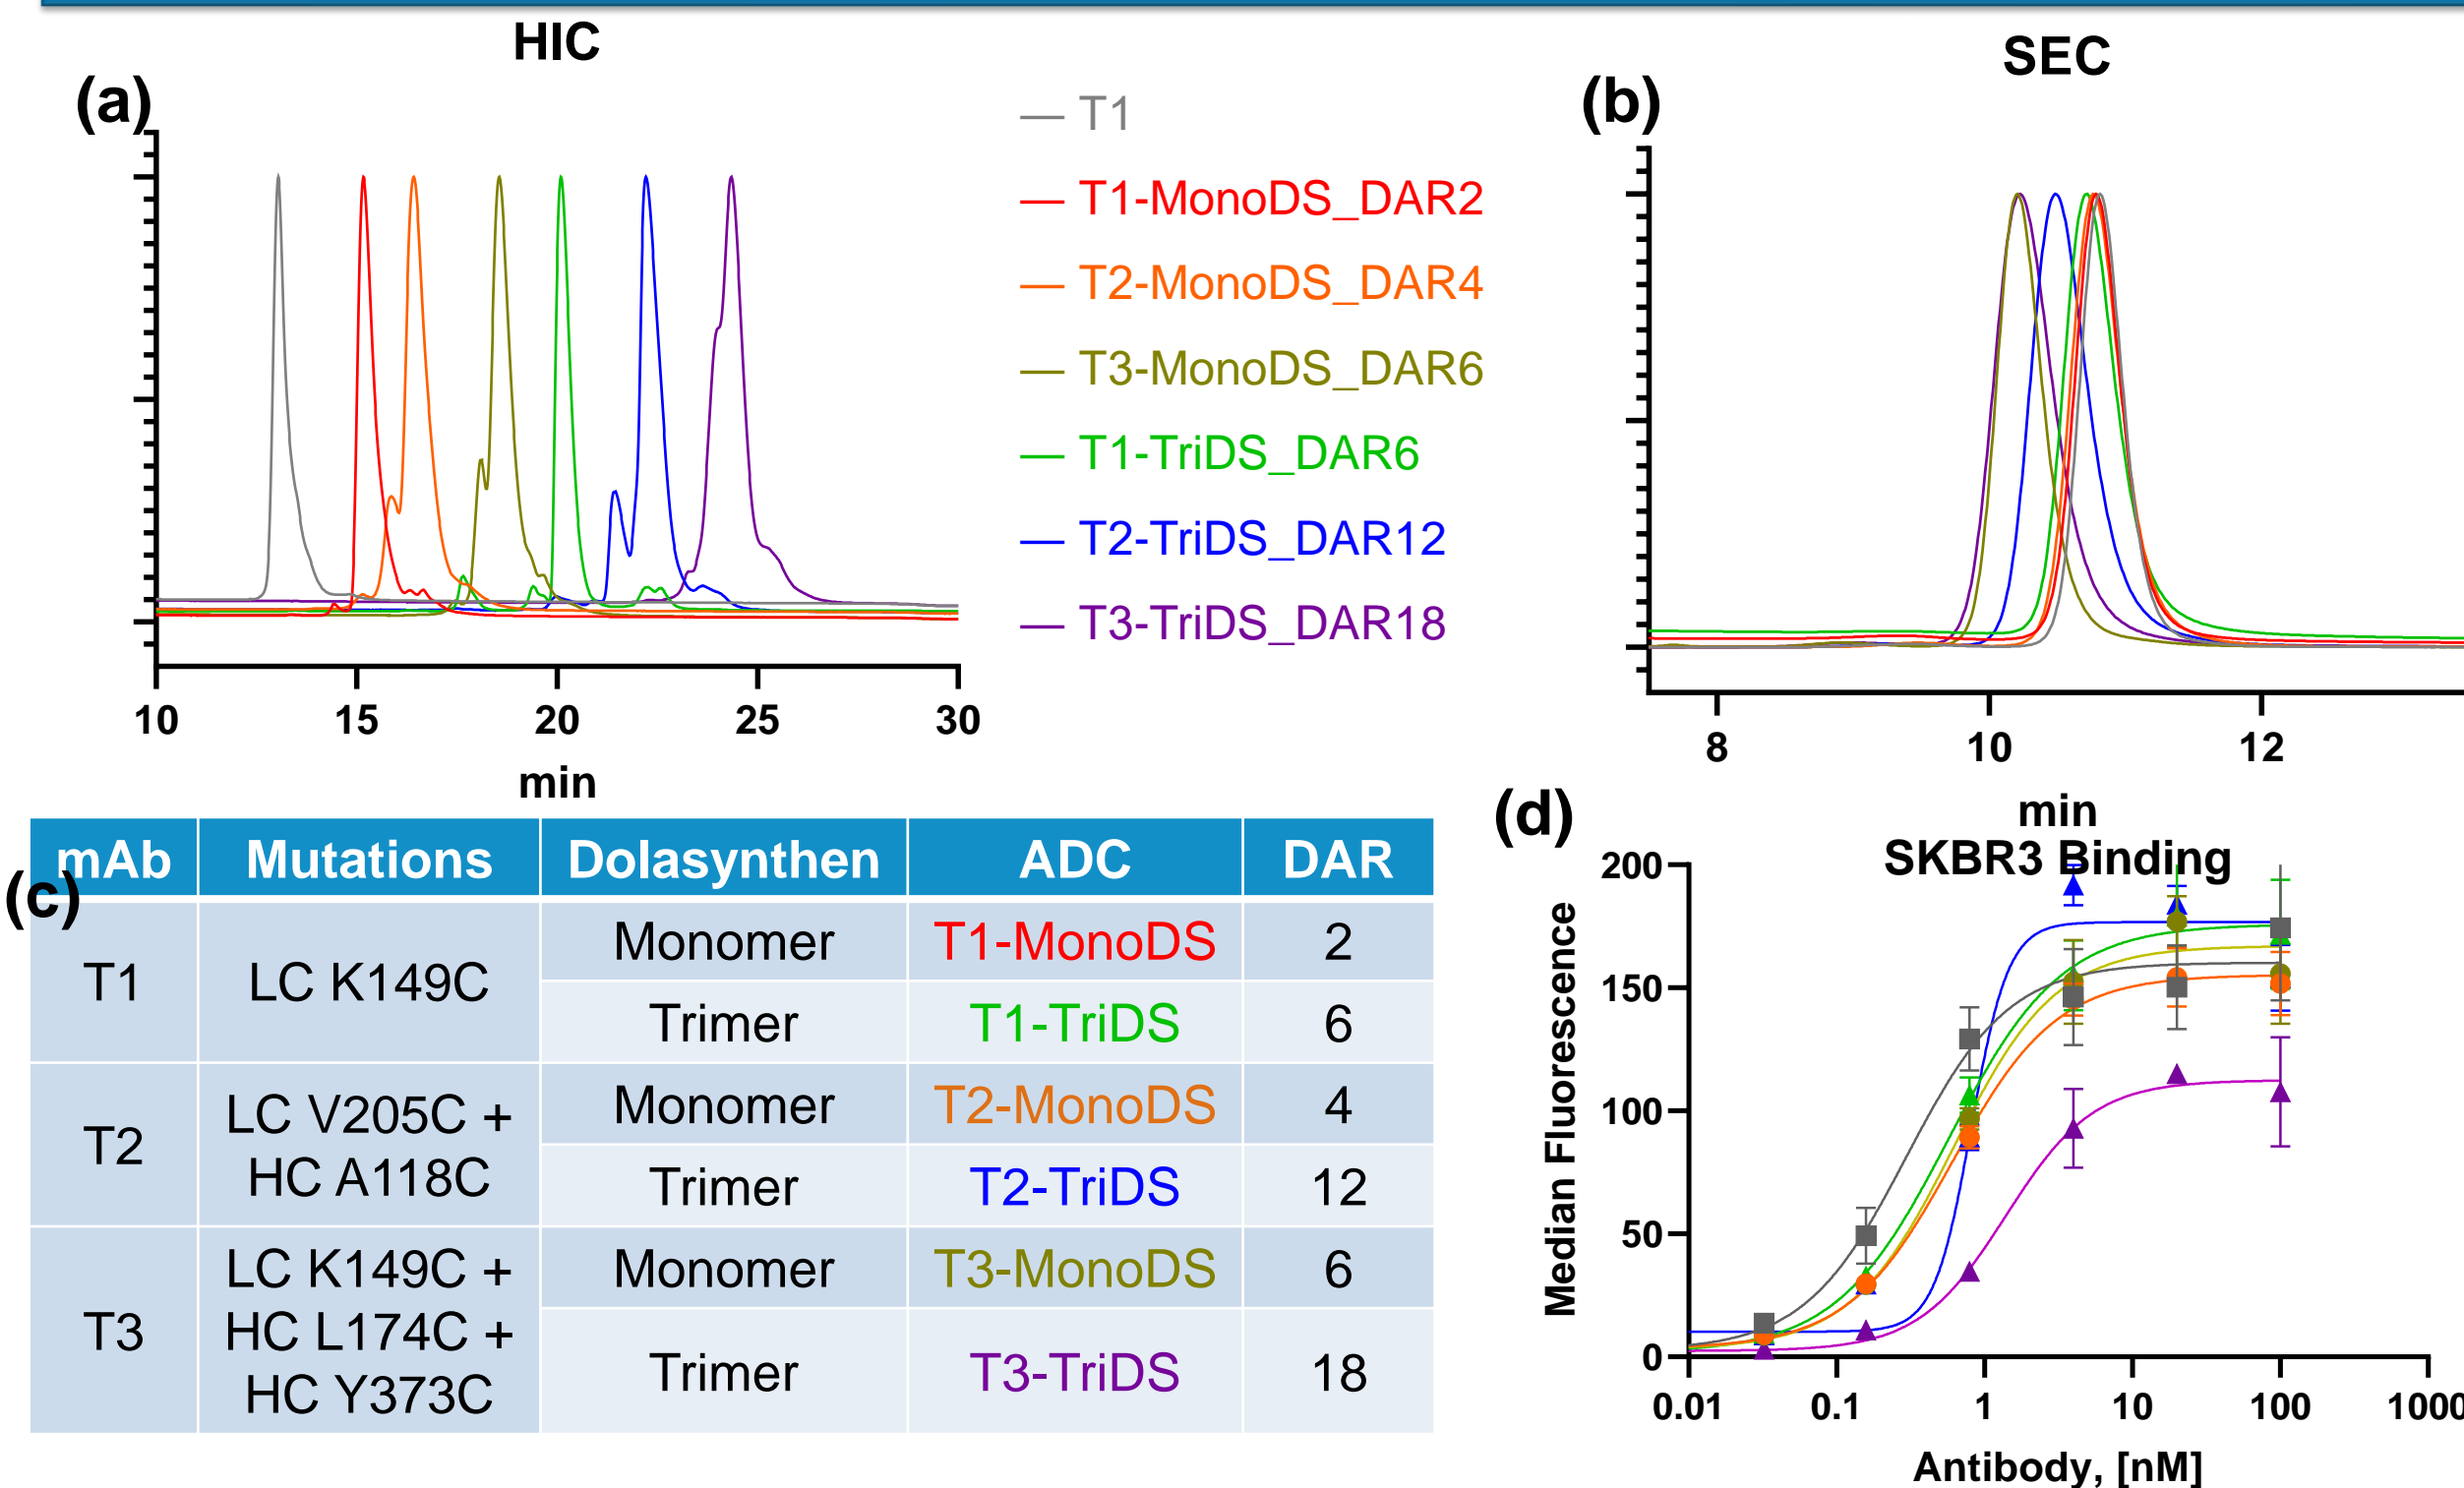 HIC
(a)
T1
T1-MonoDS_DAR2
T2-MonoDS_DAR4
T3-MonoDS_DAR6
T1-TriDS_DAR6
T2-TriDS_DAR12
T3-TriDS_DAR18
10 15 20 25 30
min
SEC
(b)
8 10 12
min
(c)
mAb Mutations Dolasynthen ADC DAR
T1 LC K149C Monomer T1-MonoDS 2
Trimer T1-TriDS 6
T2 LC V205C + HC A118C Monomer T2-MonoDS 4
Trimer T2-TriDS 12
T3 LC K149C + HC L174C + HC Y373C Monomer T3-MonoDS 6
Trimer T3-TriDS 18
(d)
SKBR3 Binding
Median Fluorescence
200
150
100
50
0
0.01 0.1 1 10 100 1000
Antibody, [nM]